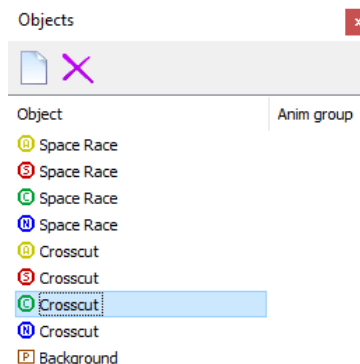 Objects
x
Object Anim group
A Space Race
S Space Race
C Space Race
N Space Race
A Crosscut
S Crosscut
C Crosscut
N Crosscut
P Background